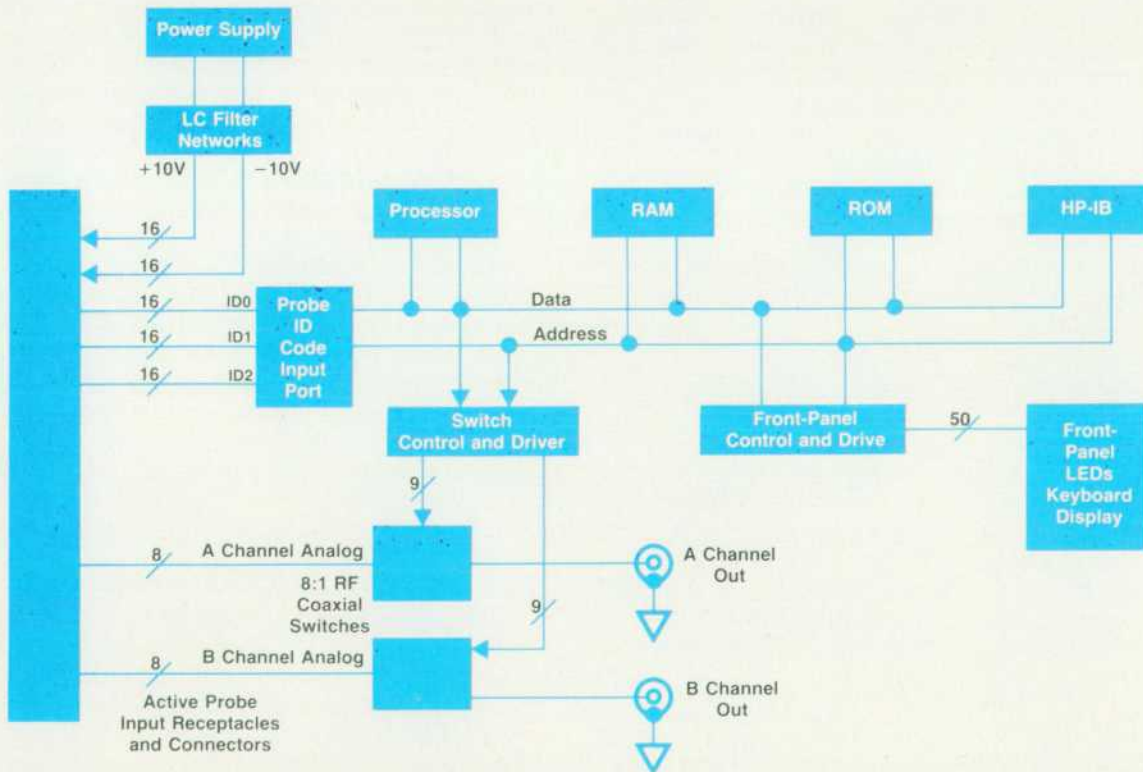 Power Supply
LC Filter
Networks
+10V
−10V
Processor
RAM
ROM
HP-IB
16
16
16
ID0
16
ID1
16
ID2
Probe
ID
Code
Input
Port
Data
Address
Switch
Control and Driver
Front-Panel
Control and Drive
50
Front-
Panel
LEDs
Keyboard
Display
9
9
8
A Channel Analog
8:1 RF
Coaxial
Switches
A Channel
Out
8
B Channel Analog
B Channel
Out
Active Probe
Input Receptacles
and Connectors